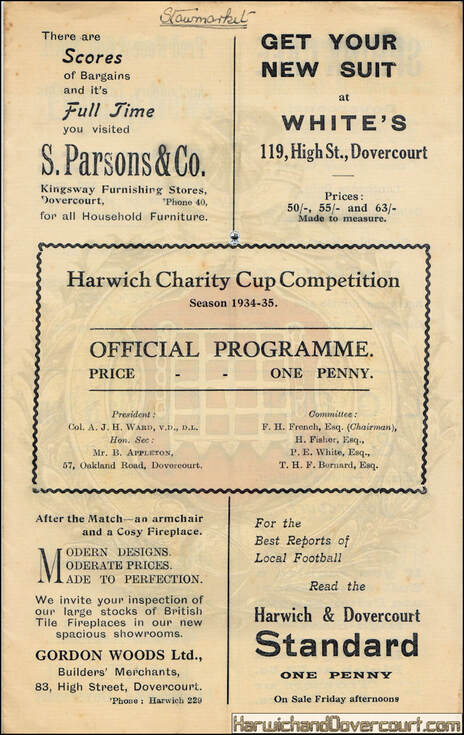 Stowmarket
There are
Scores
of Bargains
and it's
Full Time
you visited
S. Parsons & Co.
Kingsway Furnishing Stores,
Dovercourt, 'Phone 40,
for all Household Furniture.
GET YOUR
NEW SUIT
at
WHITE'S
119, High St., Dovercourt
Prices:
50/-, 55/- and 63/-
Made to measure.
Harwich Charity Cup Competition
Season 1934-35.
OFFICIAL PROGRAMME.
PRICE - - ONE PENNY.
President:
Col. A. J. H. WARD, V.D., D.L.
Hon. Sec:
Mr. B. APPLETON,
57, Oakland Road, Dovercourt.
Committee:
F. H. French, Esq. (Chairman),
H. Fisher, Esq.,
P. E. White, Esq.,
T. H. F. Bernard, Esq.
After the Match—an armchair
and a Cosy Fireplace.
MODERN DESIGNS.
MODERATE PRICES.
MADE TO PERFECTION.
We invite your inspection of
our large stocks of British
Tile Fireplaces in our new
spacious showrooms.
GORDON WOODS Ltd.,
Builders' Merchants,
83, High Street, Dovercourt.
'Phone: Harwich 229
For the
Best Reports of
Local Football
Read the
Harwich & Dovercourt
Standard
ONE PENNY
On Sale Friday afternoons
HarwichandDovercourt.com